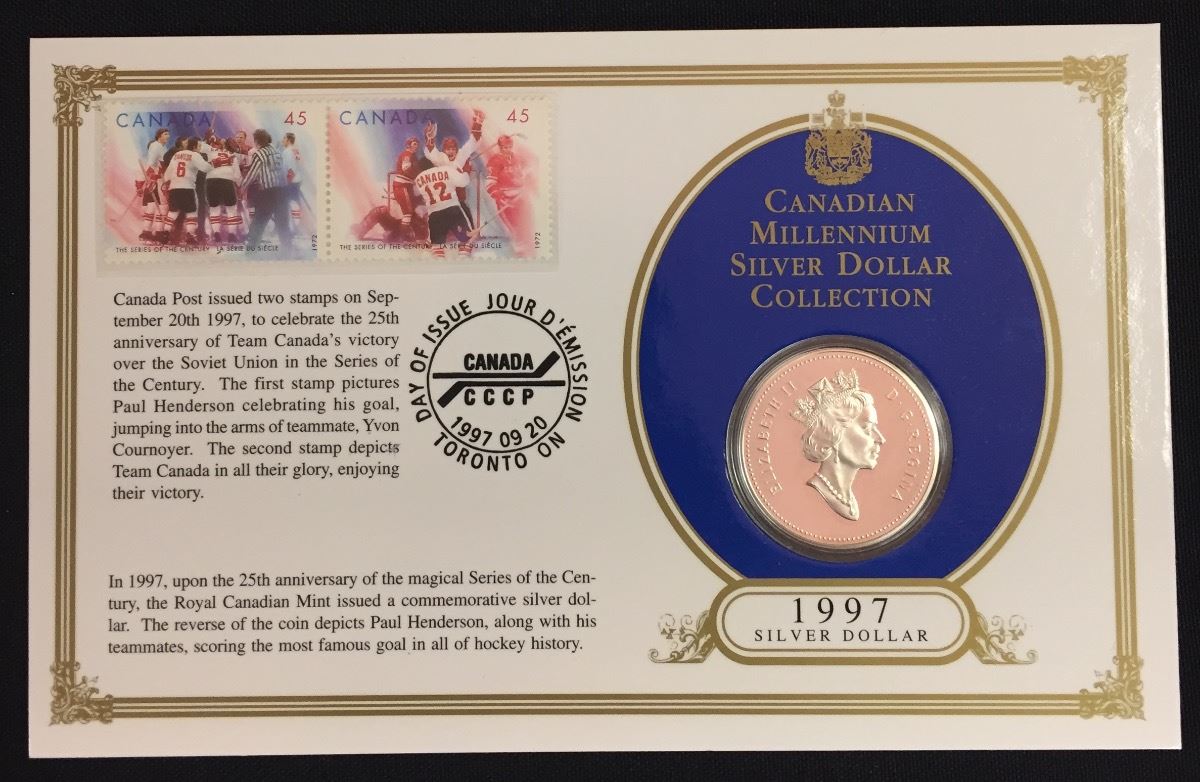 CANADA 45
THE SERIES OF THE CENTURY LA SÉRIE DU SIÈCLE
1972
CANADA 45
CANADA
12
6
THE SERIES OF THE CENTURY LA SÉRIE DU SIÈCLE
1972
Canada Post issued two stamps on Sep-
tember 20th 1997, to celebrate the 25th
anniversary of Team Canada's victory
over the Soviet Union in the Series of
the Century. The first stamp pictures
Paul Henderson celebrating his goal,
jumping into the arms of teammate, Yvon
Cournoyer. The second stamp depicts
Team Canada in all their glory, enjoying
their victory.
DAY OF ISSUE JOUR D'ÉMISSION
CANADA
CCCP
1997 09 20
TORONTO ON
In 1997, upon the 25th anniversary of the magical Series of the Cen-
tury, the Royal Canadian Mint issued a commemorative silver dol-
lar. The reverse of the coin depicts Paul Henderson, along with his
teammates, scoring the most famous goal in all of hockey history.
CANADIAN
MILLENNIUM
SILVER DOLLAR
COLLECTION
ELIZABETH II D.G. REGINA
1997
SILVER DOLLAR